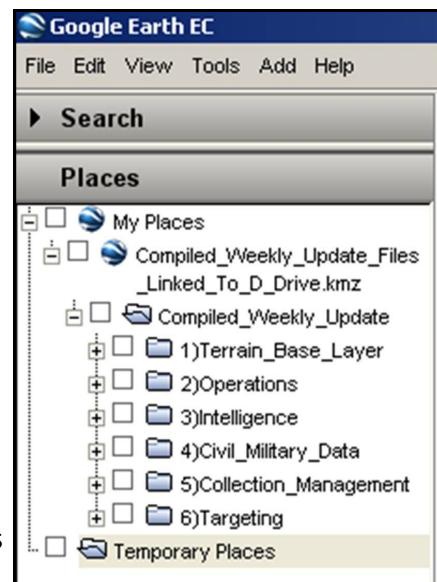 Google Earth EC
File Edit View Tools Add Help
Search
Places
My Places
Compiled_Weekly_Update_Files
_Linked_To_D_Drive.kmz
Compiled_Weekly_Update
1)Terrain_Base_Layer
2)Operations
3)Intelligence
4)Civil_Military_Data
5)Collection_Management
6)Targeting
s
Temporary Places